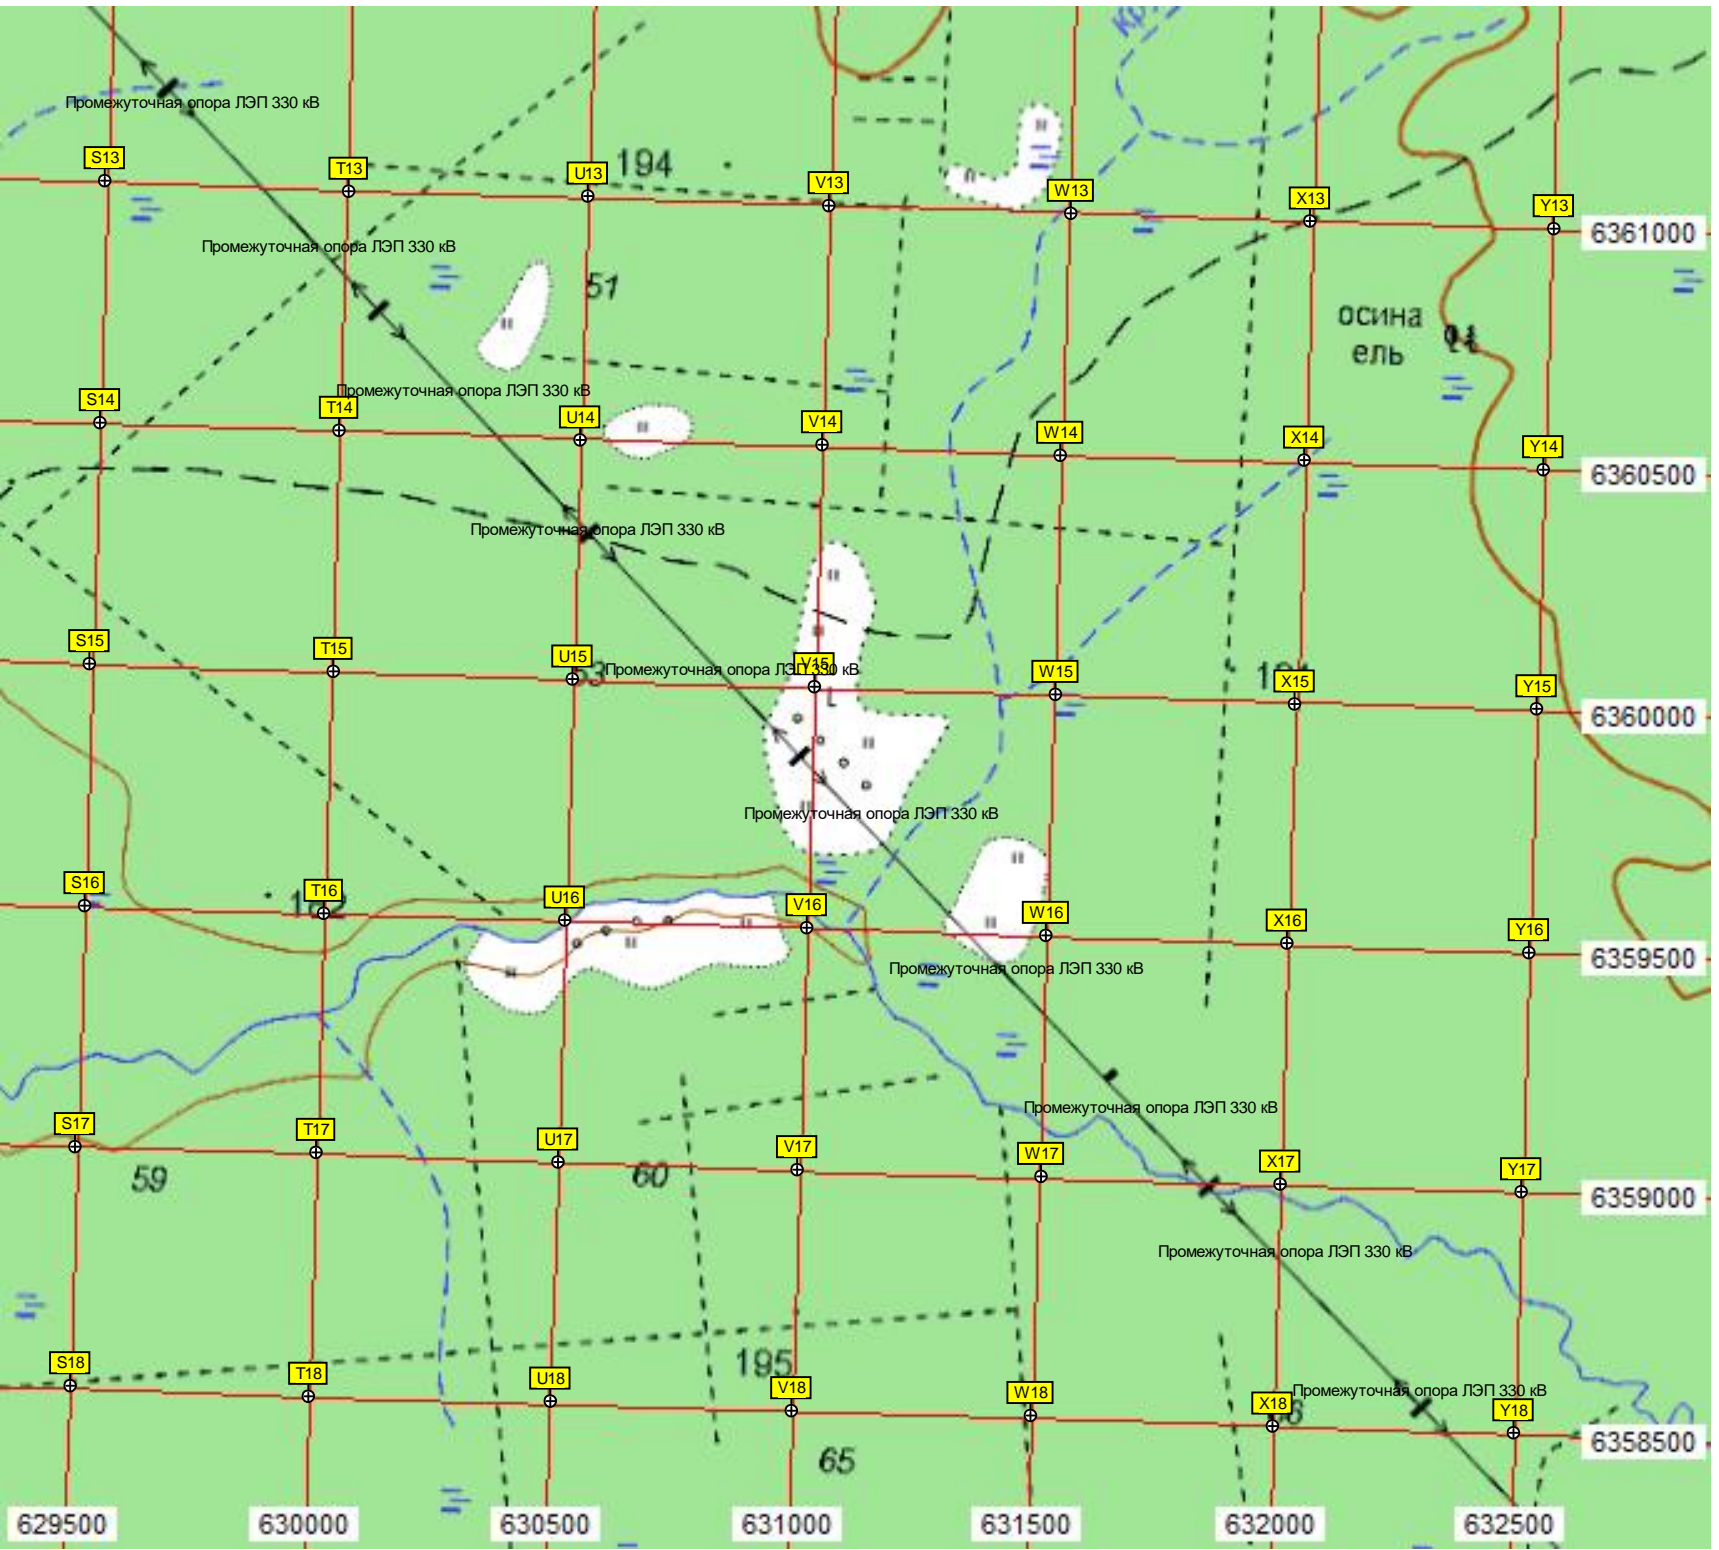 Промежуточная опора ЛЭП 330 кВ
S13
T13
U13
194
V13
W13
X13
Y13
6361000
Промежуточная опора ЛЭП 330 кВ
51
осина
ель
Промежуточная опора ЛЭП 330 кВ
S14
T14
U14
V14
W14
X14
Y14
6360500
Промежуточная опора ЛЭП 330 кВ
S15
T15
U15
Промежуточная опора ЛЭП 330 кВ
V15
W15
X15
Y15
6360000
Промежуточная опора ЛЭП 330 кВ
S16
T16
U16
V16
W16
X16
Y16
6359500
Промежуточная опора ЛЭП 330 кВ
Промежуточная опора ЛЭП 330 кВ
S17
T17
U17
V17
W17
X17
Y17
59
60
6359000
Промежуточная опора ЛЭП 330 кВ
S18
T18
U18
195
V18
W18
X18
Промежуточная опора ЛЭП 330 кВ
Y18
6358500
65
629500
630000
630500
631000
631500
632000
632500